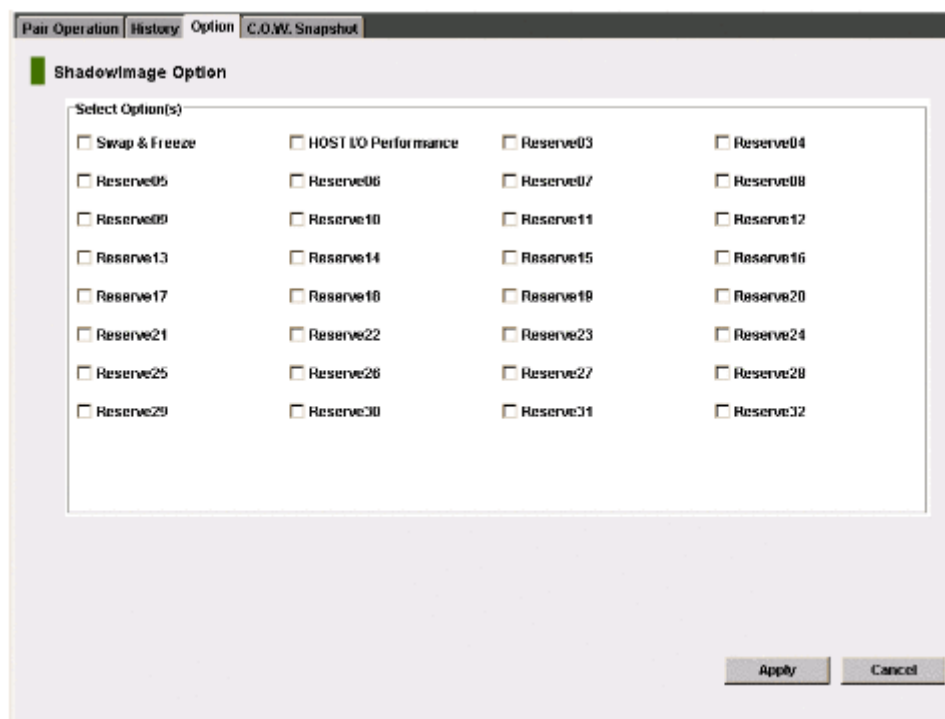 Pair Operation History Option C.O.W. Snapshot
ShadowImage Option
Select Option(s)
Swap & Freeze HOST I/O Performance Reserve03 Reserve04
Reserve05 Reserve06 Reserve07 Reserve08
Reserve09 Reserve10 Reserve11 Reserve12
Reserve13 Reserve14 Reserve15 Reserve16
Reserve17 Reserve18 Reserve19 Reserve20
Reserve21 Reserve22 Reserve23 Reserve24
Reserve25 Reserve26 Reserve27 Reserve28
Reserve29 Reserve30 Reserve31 Reserve32
Apply Cancel